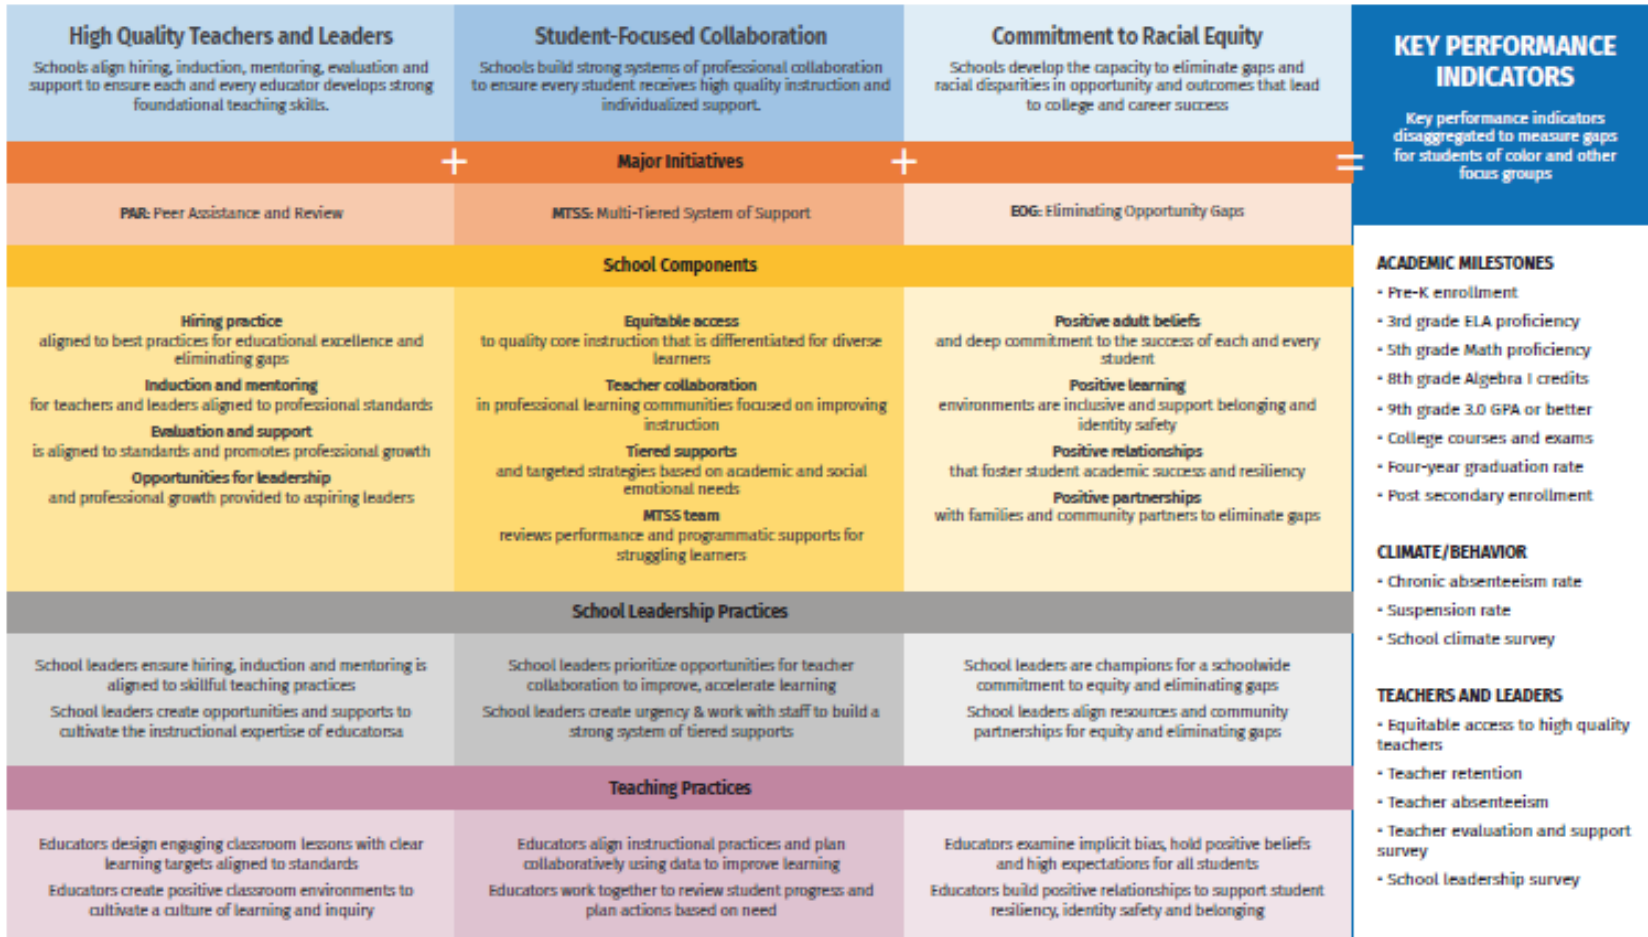 High Quality Teachers and Leaders
Schools align hiring, induction, mentoring, evaluation and
support to ensure each and every educator develops strong
foundational teaching skills.
Student-Focused Collaboration
Schools build strong systems of professional collaboration
to ensure every student receives high quality instruction and
individualized support.
Commitment to Racial Equity
Schools develop the capacity to eliminate gaps and
racial disparities in opportunity and outcomes that lead
to college and career success
+
Major Initiatives
+
=
PAR: Peer Assistance and Review
MTSS: Multi-Tiered System of Support
EOG: Eliminating Opportunity Gaps
School Components
Hiring practice
aligned to best practices for educational excellence and
eliminating gaps
Induction and mentoring
for teachers and leaders aligned to professional standards
Evaluation and support
is aligned to standards and promotes professional growth
Opportunities for leadership
and professional growth provided to aspiring leaders
Equitable access
to quality core instruction that is differentiated for diverse
learners
Teacher collaboration
in professional learning communities focused on improving
instruction
Tiered supports
and targeted strategies based on academic and social
emotional needs
MTSS team
reviews performance and programmatic supports for
struggling learners
Positive adult beliefs
and deep commitment to the success of each and every
student
Positive learning
environments are inclusive and support belonging and
identity safety
Positive relationships
that foster student academic success and resiliency
Positive partnerships
with families and community partners to eliminate gaps
School Leadership Practices
School leaders ensure hiring, induction and mentoring is
aligned to skillful teaching practices
School leaders create opportunities and supports to
cultivate the instructional expertise of educatorsa
School leaders prioritize opportunities for teacher
collaboration to improve, accelerate learning
School leaders create urgency & work with staff to build a
strong system of tiered supports
School leaders are champions for a schoolwide
commitment to equity and eliminating gaps
School leaders align resources and community
partnerships for equity and eliminating gaps
Teaching Practices
Educators design engaging classroom lessons with clear
learning targets aligned to standards
Educators create positive classroom environments to
cultivate a culture of learning and inquiry
Educators align instructional practices and plan
collaboratively using data to improve learning
Educators work together to review student progress and
plan actions based on need
Educators examine implicit bias, hold positive beliefs
and high expectations for all students
Educators build positive relationships to support student
resiliency, identity safety and belonging
KEY PERFORMANCE
INDICATORS
Key performance indicators
disaggregated to measure gaps
for students of color and other
focus groups
ACADEMIC MILESTONES
• Pre-K enrollment
• 3rd grade ELA proficiency
• 5th grade Math proficiency
• 8th grade Algebra I credits
• 9th grade 3.0 GPA or better
• College courses and exams
• Four-year graduation rate
• Post secondary enrollment
CLIMATE/BEHAVIOR
• Chronic absenteeism rate
• Suspension rate
• School climate survey
TEACHERS AND LEADERS
• Equitable access to high quality
teachers
• Teacher retention
• Teacher absenteeism
• Teacher evaluation and support
survey
• School leadership survey